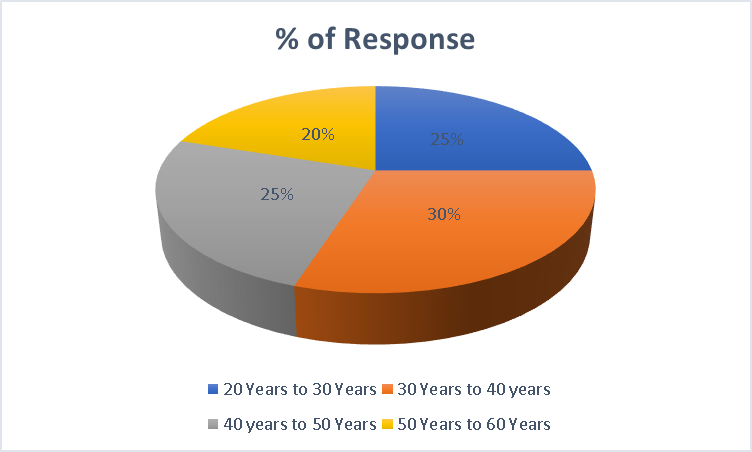 % of Response
20%
25%
25%
30%
20 Years to 30 Years 30 Years to 40 years
40 years to 50 Years 50 Years to 60 Years